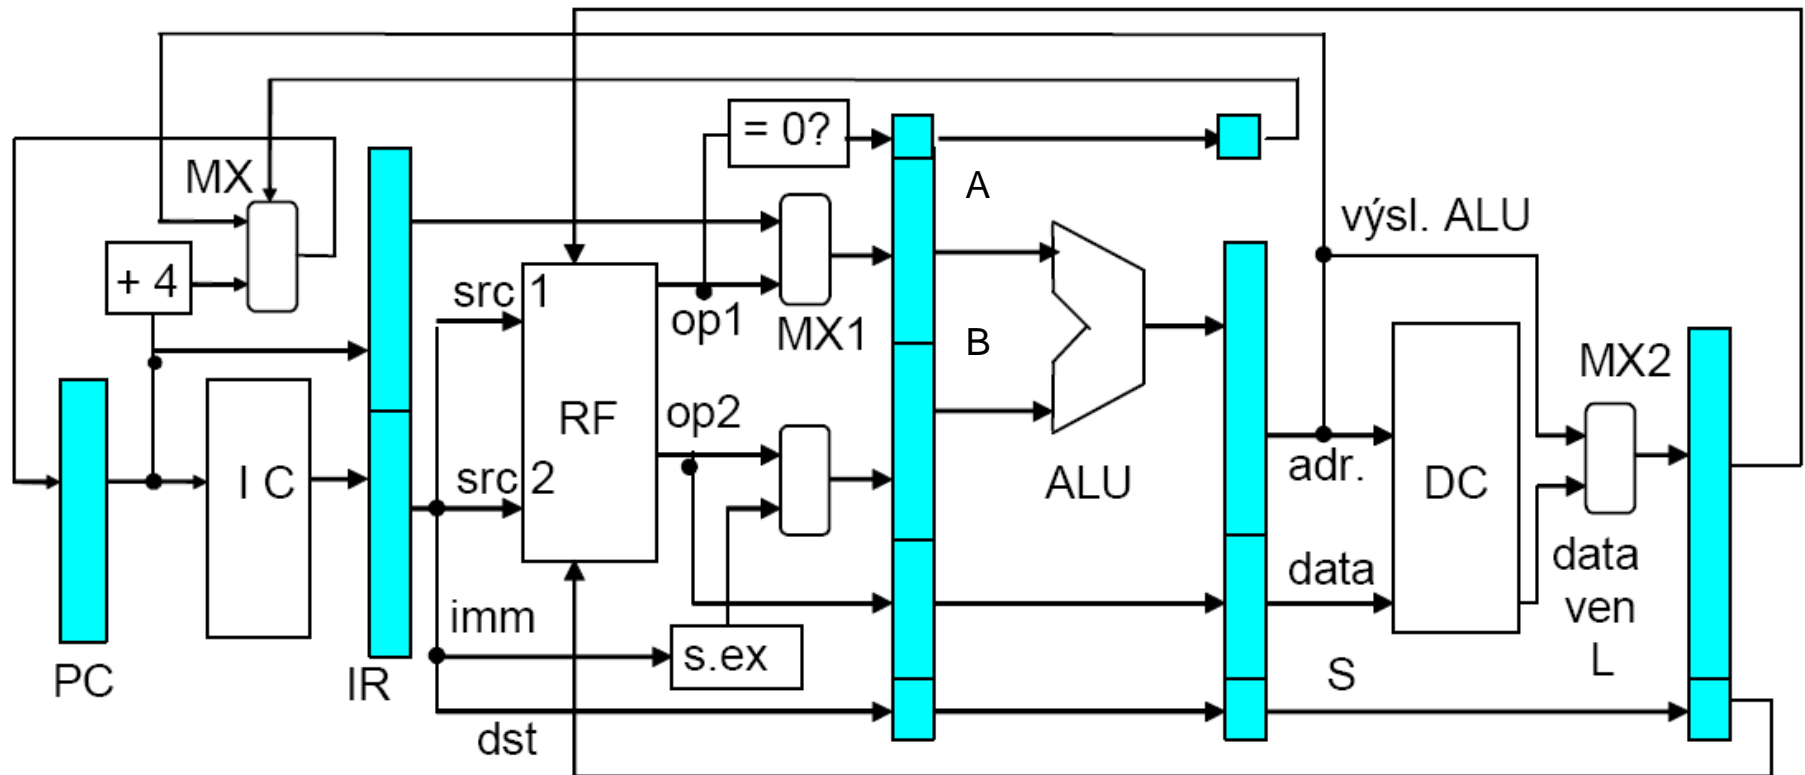 = 0?
MX
A
výsl. ALU
+ 4
src 1
op1
MX1
B
MX2
RF
op2
I C
src 2
ALU
adr.
DC
data
data
ven
imm
s.ex
PC
IR
S
L
dst